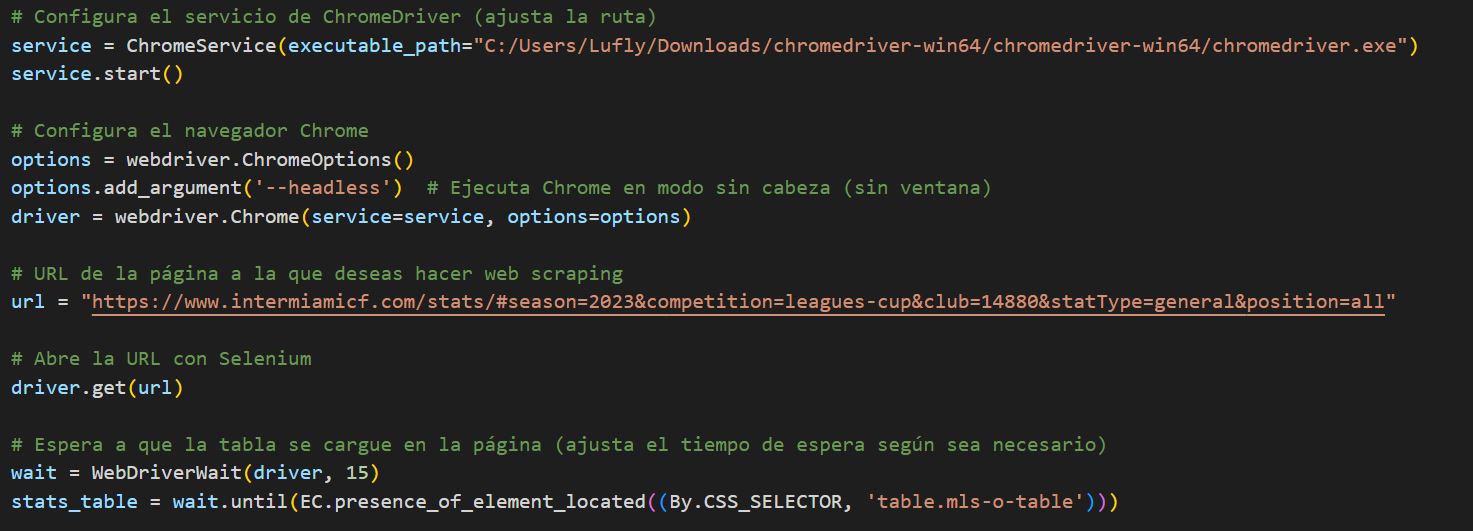 # Configura el servicio de ChromeDriver (ajusta la ruta)
service = ChromeService(executable_path="C:/Users/Lufly/Downloads/chromedriver-win64/chromedriver-win64/chromedriver.exe")
service.start()
# Configura el navegador Chrome
options = webdriver.ChromeOptions()
options.add_argument('--headless')  # Ejecuta Chrome en modo sin cabeza (sin ventana)
driver = webdriver.Chrome(service=service, options=options)
# URL de la página a la que deseas hacer web scraping
url = "https://www.intermiamicf.com/stats/#season=2023&competition=leagues-cup&club=14880&statType=general&position=all"
# Abre la URL con Selenium
driver.get(url)
# Espera a que la tabla se cargue en la página (ajusta el tiempo de espera según sea necesario)
wait = WebDriverWait(driver, 15)
stats_table = wait.until(EC.presence_of_element_located((By.CSS_SELECTOR, 'table.mls-o-table')))